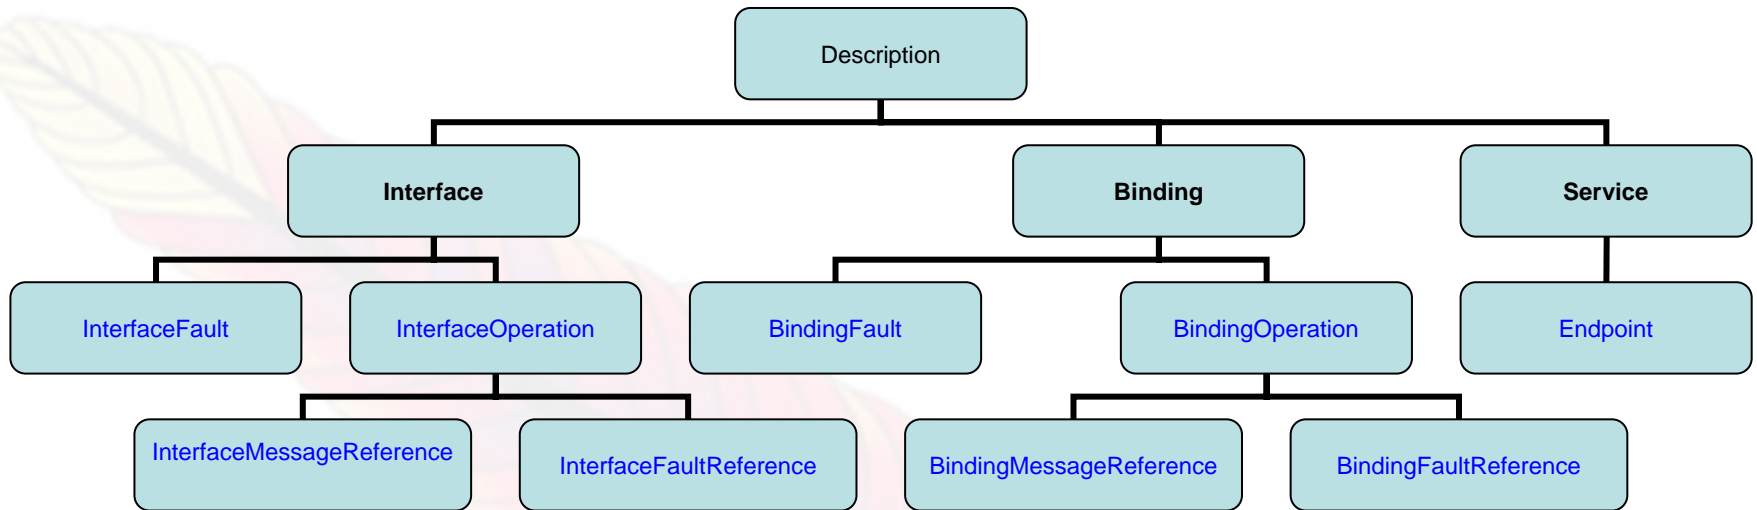 Description
Interface
Binding
Service
InterfaceFault
InterfaceOperation
BindingFault
BindingOperation
Endpoint
InterfaceMessageReference
InterfaceFaultReference
BindingMessageReference
BindingFaultReference